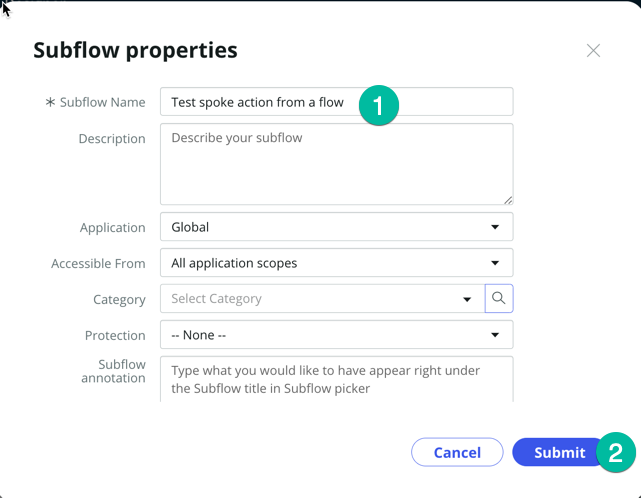 Subflow properties
* Subflow Name
Test spoke action from a flow
1
Description
Describe your subflow
Application
Global
Accessible From
All application scopes
Category
Select Category
Protection
-- None --
Subflow
annotation
Type what you would like to have appear right under
the Subflow title in Subflow picker
Cancel
Submit
2